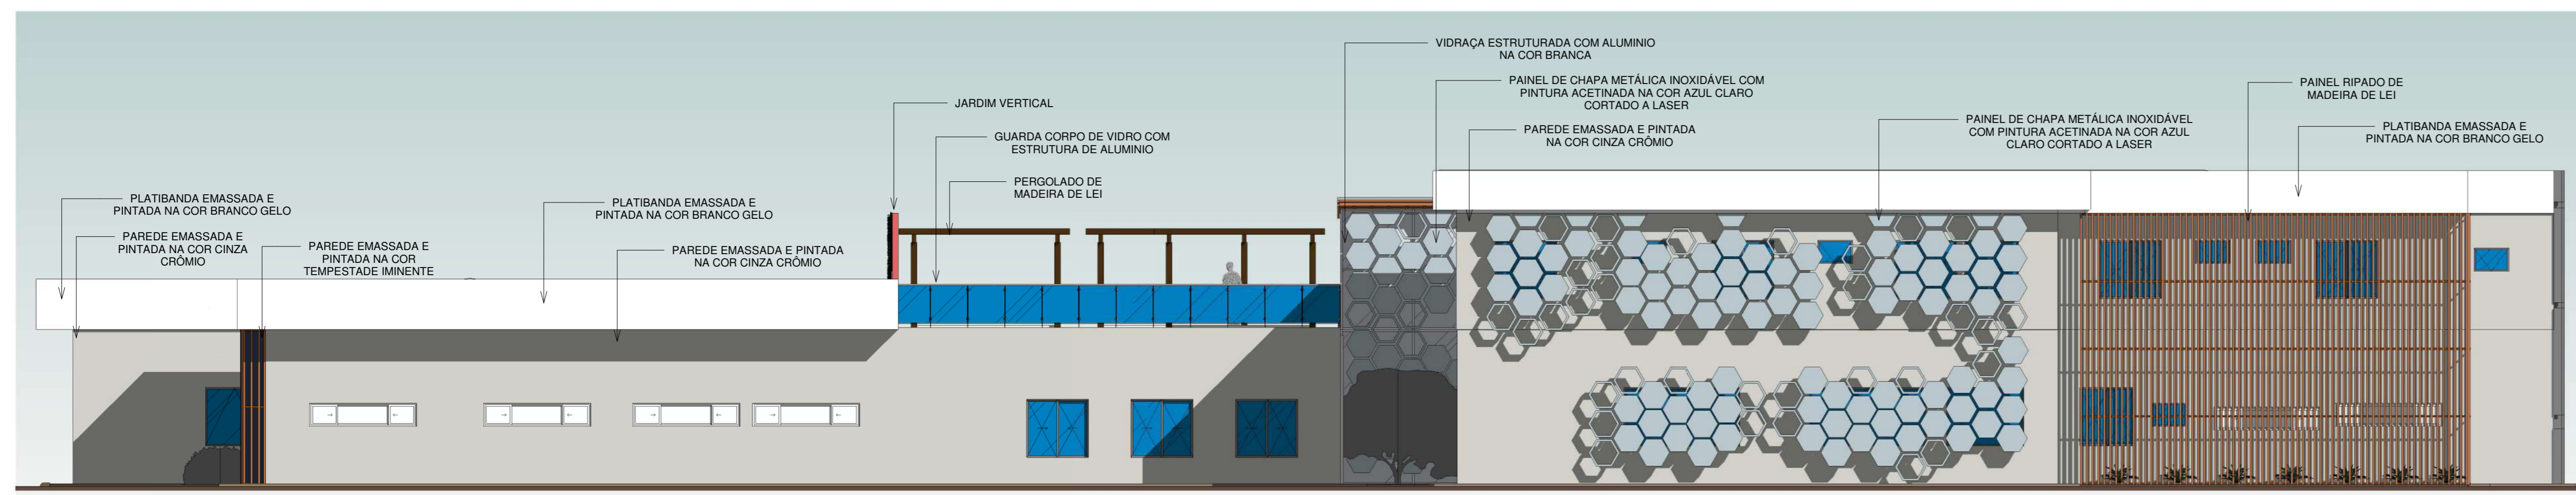 PLATIBANDA EMASSADA E
PINTADA NA COR BRANCO GELO
PAREDE EMASSADA E
PINTADA NA COR CINZA
CRÔMIO
PAREDE EMASSADA E
PINTADA NA COR
TEMPESTADE IMINENTE
PLATIBANDA EMASSADA E
PINTADA NA COR BRANCO GELO
PAREDE EMASSADA E PINTADA
NA COR CINZA CRÔMIO
JARDIM VERTICAL
GUARDA CORPO DE VIDRO COM
ESTRUTURA DE ALUMINIO
PERGOLADO DE
MADEIRA DE LEI
VIDRAÇA ESTRUTURADA COM ALUMINIO
NA COR BRANCA
PAINEL DE CHAPA METÁLICA INOXIDÁVEL COM
PINTURA ACETINADA NA COR AZUL CLARO
CORTADO A LASER
PAREDE EMASSADA E PINTADA
NA COR CINZA CRÔMIO
PAINEL DE CHAPA METÁLICA INOXIDÁVEL
COM PINTURA ACETINADA NA COR AZUL
CLARO CORTADO A LASER
PAINEL RIPADO DE
MADEIRA DE LEI
PLATIBANDA EMASSADA E
PINTADA NA COR BRANCO GELO